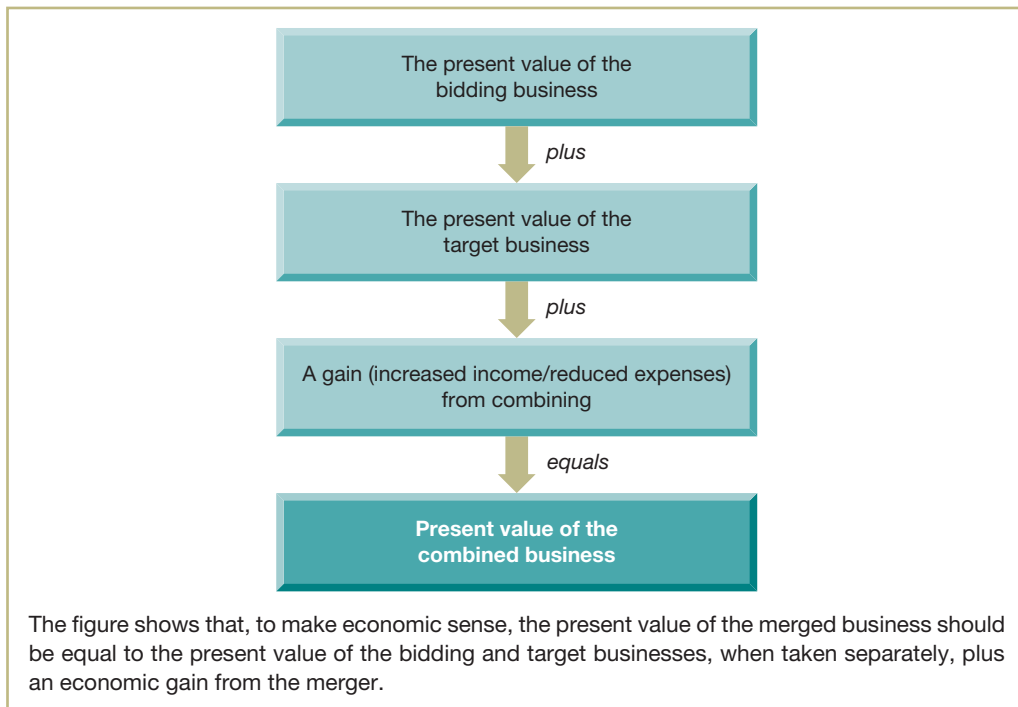 The present value of the
bidding business
plus
The present value of the
target business
plus
A gain (increased income/reduced expenses)
from combining
equals
Present value of the
combined business
The figure shows that, to make economic sense, the present value of the merged business should
be equal to the present value of the bidding and target businesses, when taken separately, plus
an economic gain from the merger.